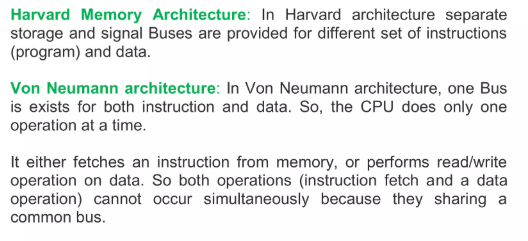 Harvard Memory Architecture: In Harvard architecture separate
storage and signal Buses are provided for different set of instructions
(program) and data.
Von Neumann architecture: In Von Neumann architecture, one Bus
is exists for both instruction and data. So, the CPU does only one
operation at a time.
It either fetches an instruction from memory, or performs read/write
operation on data. So both operations (instruction fetch and a data
operation) cannot occur simultaneously because they sharing a
common bus.